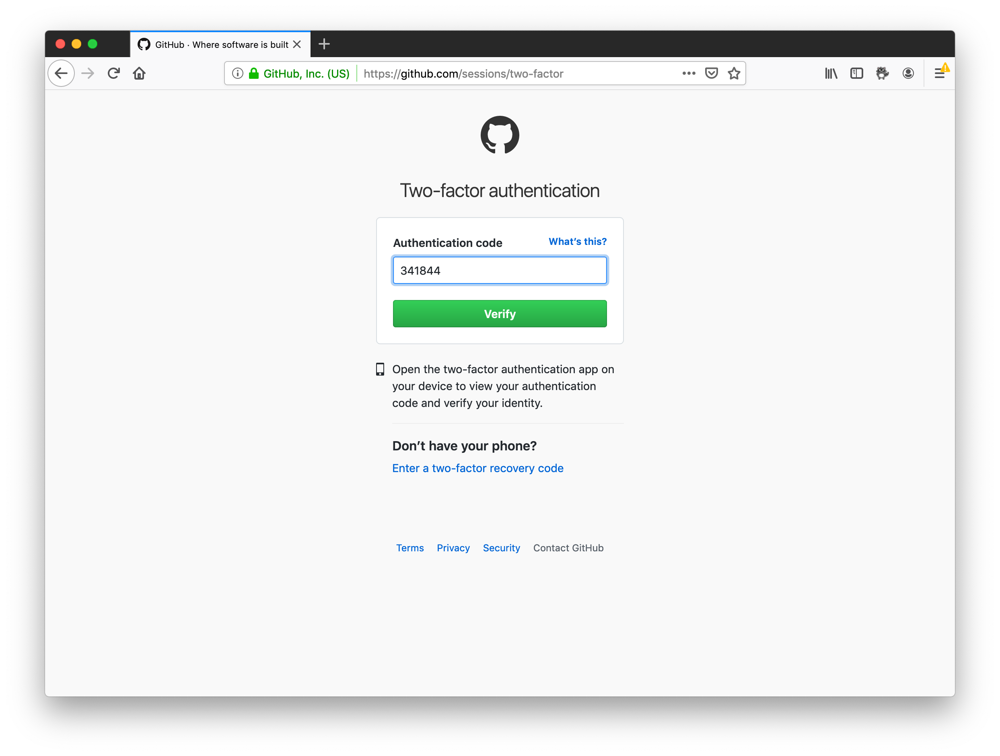 GitHub · Where software is built
GitHub, Inc. (US) https://github.com/sessions/two-factor
Two-factor authentication
Authentication code What’s this?
341844
Verify
Open the two-factor authentication app on
your device to view your authentication
code and verify your identity.
Don’t have your phone?
Enter a two-factor recovery code
Terms Privacy Security Contact GitHub